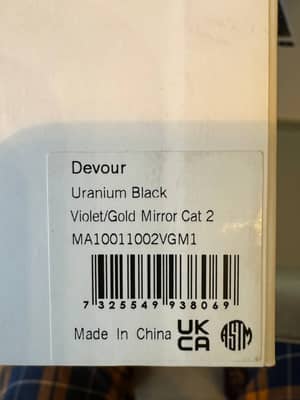 Devour
Uranium Black
Violet/Gold Mirror Cat 2
MA10011002VGM1
7 325549 938069
Made In China UK
CA ASTM